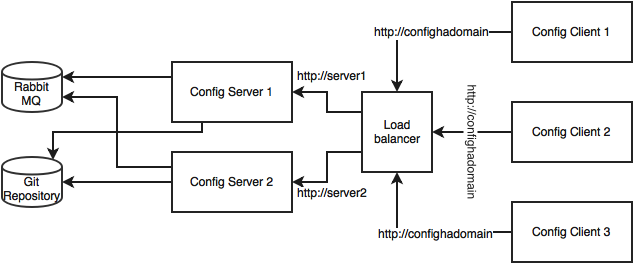 http://confighadomain
Config Client 1
Rabbit
MQ
Config Server 1
http://server1
Load
balancer
http://confighadomain
Config Client 2
Git
Repository
Config Server 2
http://server2
http://confighadomain
Config Client 3